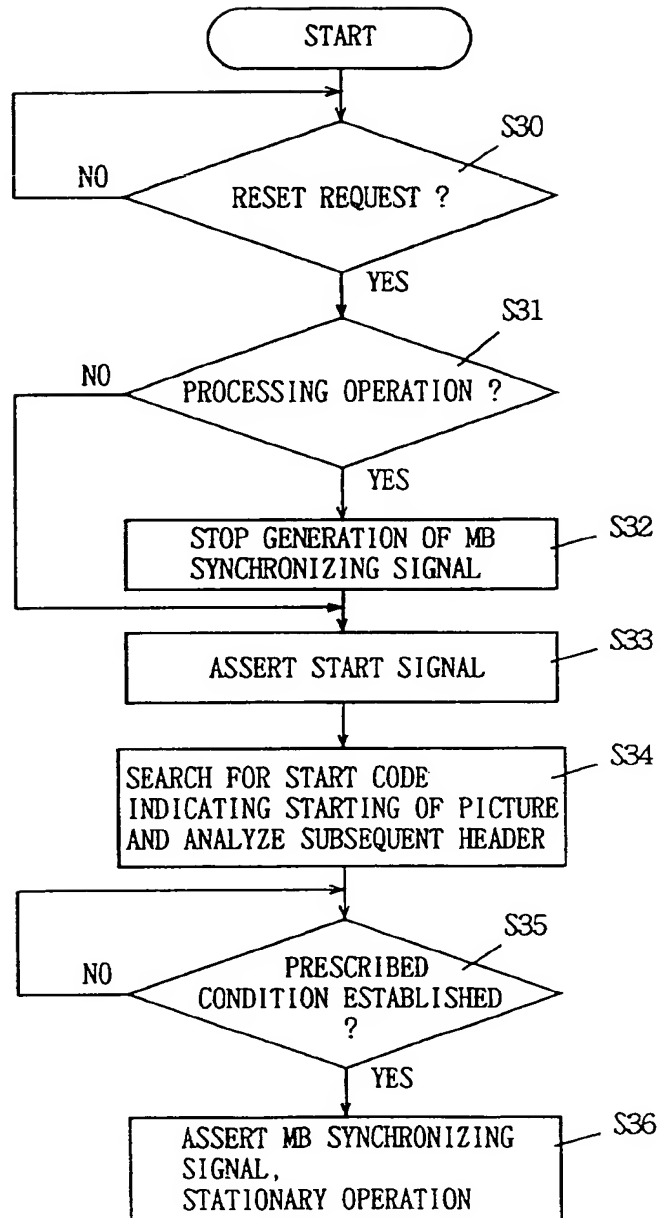 START
S30
NO
RESET REQUEST ?
YES
S31
NO
PROCESSING OPERATION ?
YES
S32
STOP GENERATION OF MB
SYNCHRONIZING SIGNAL
S33
ASSERT START SIGNAL
S34
SEARCH FOR START CODE
INDICATING STARTING OF PICTURE
AND ANALYZE SUBSEQUENT HEADER
S35
NO
PRESCRIBED
CONDITION ESTABLISHED
?
YES
S36
ASSERT MB SYNCHRONIZING
SIGNAL,
STATIONARY OPERATION